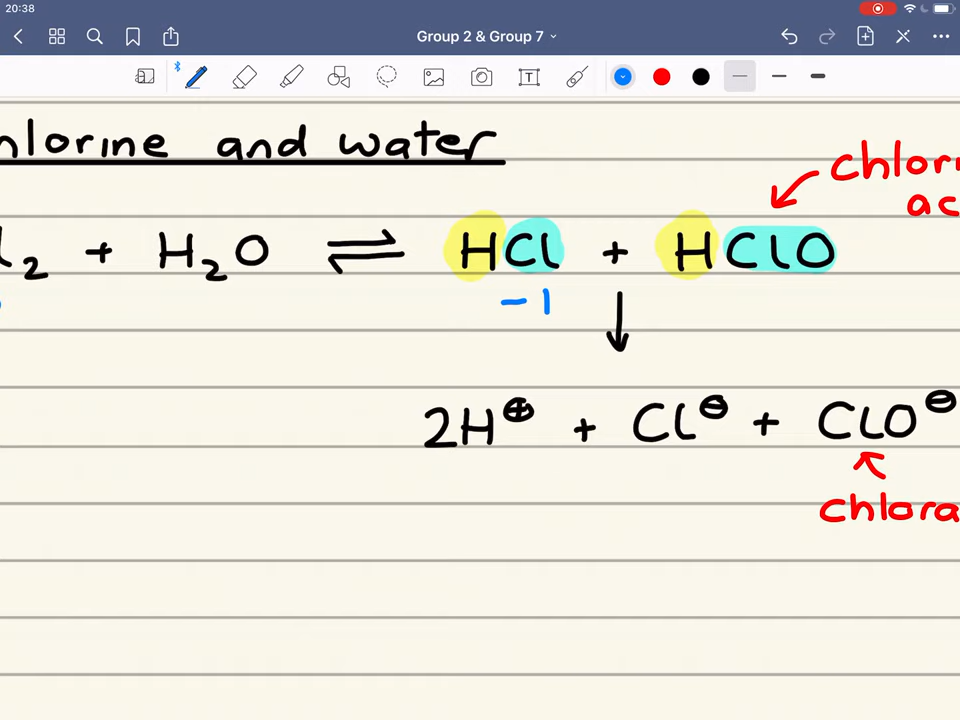 20:38
Group 2 & Group 7
T
hlorine and water
l₂ + H₂O ⇌ HCl + HClO
chlor
ac
-1
↓
2H⊕ + Cl⊖ + ClO⊖
chlora